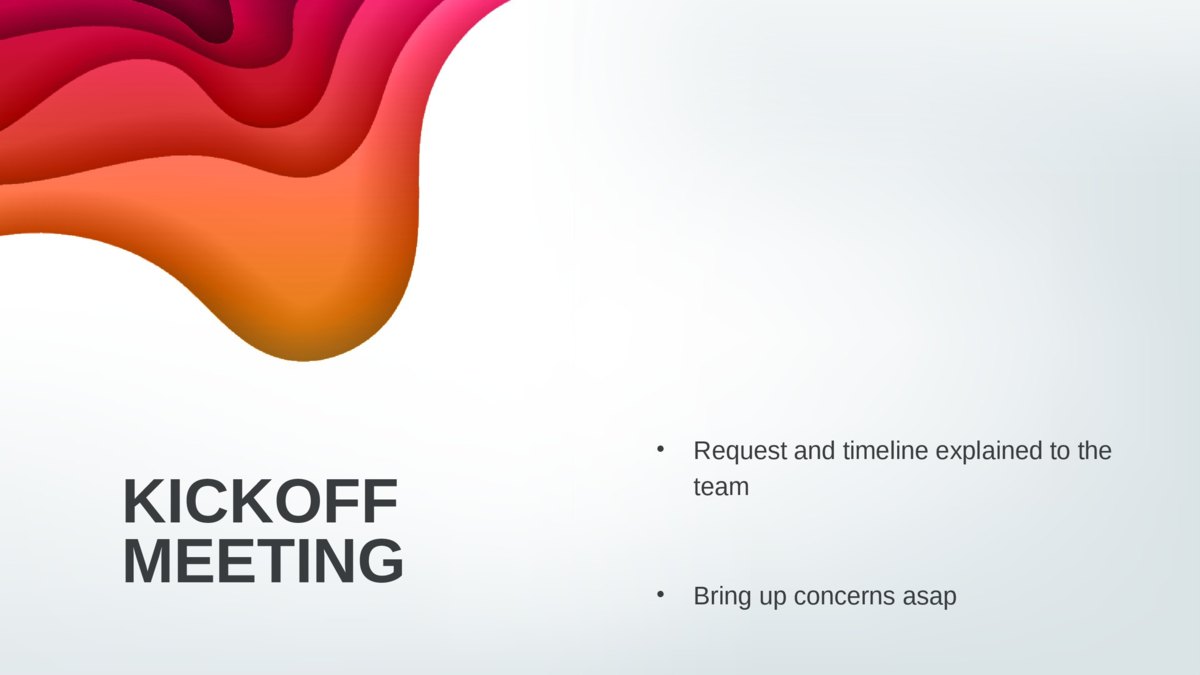 KICKOFF
MEETING
• Request and timeline explained to the
team
• Bring up concerns asap